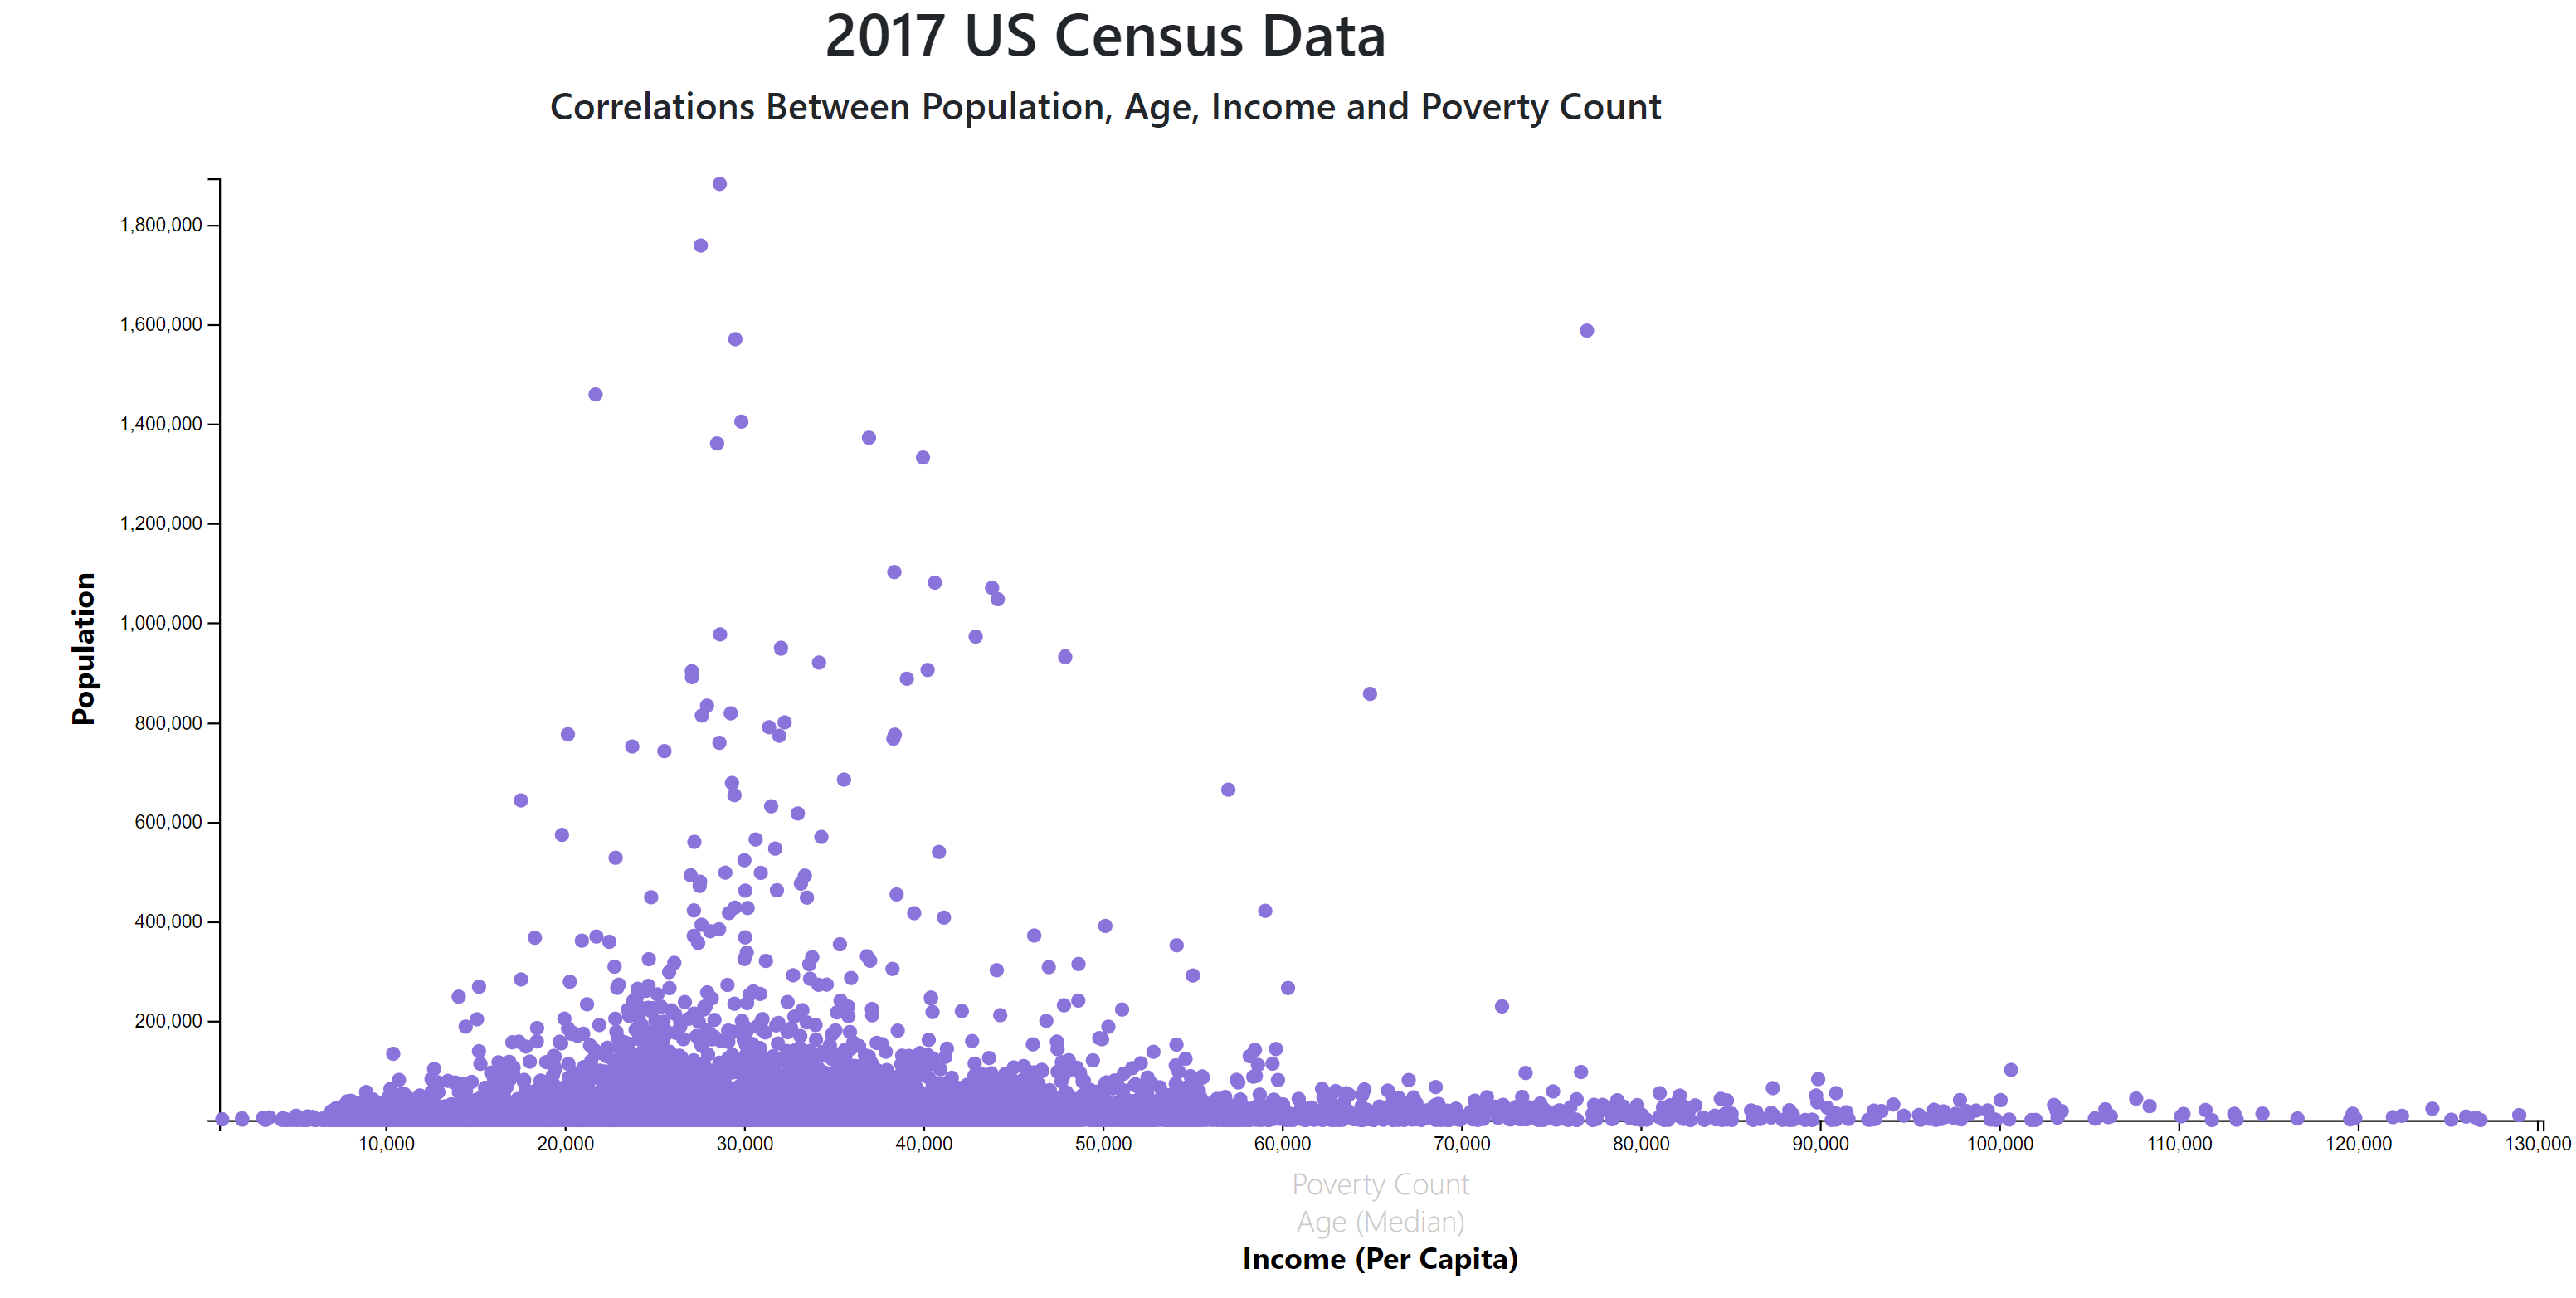 2017 US Census Data
Correlations Between Population, Age, Income and Poverty Count
Population
1,800,000
1,600,000
1,400,000
1,200,000
1,000,000
800,000
600,000
400,000
200,000
10,000 20,000 30,000 40,000 50,000 60,000 70,000 80,000 90,000 100,000 110,000 120,000 130,000
Poverty Count
Age (Median)
Income (Per Capita)